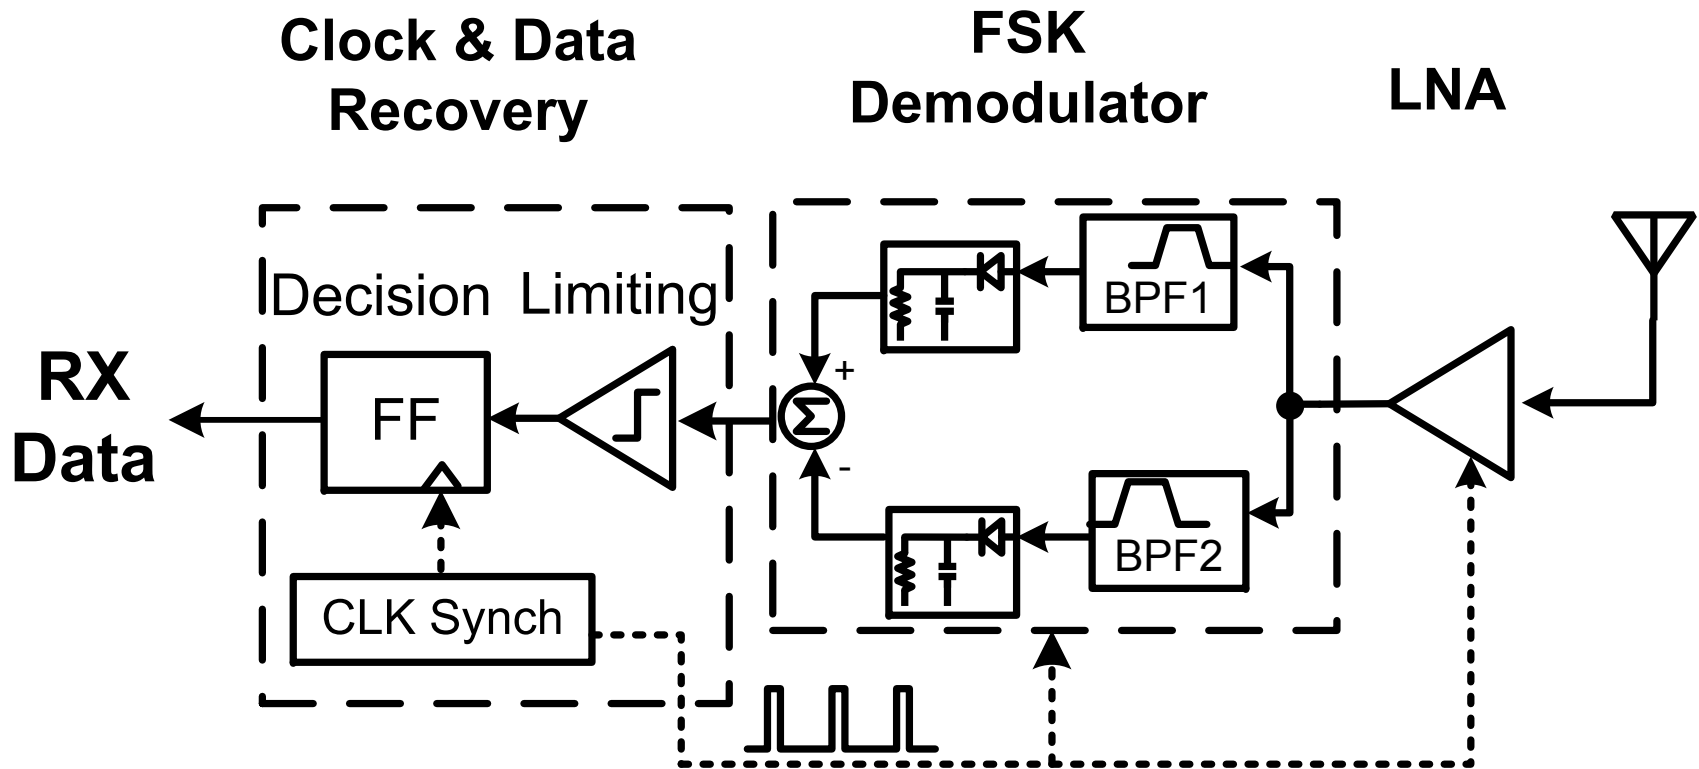 Clock & Data
Recovery
FSK
Demodulator
LNA
Decision
Limiting
BPF1
RX
Data
FF
+
Σ
-
BPF2
CLK Synch